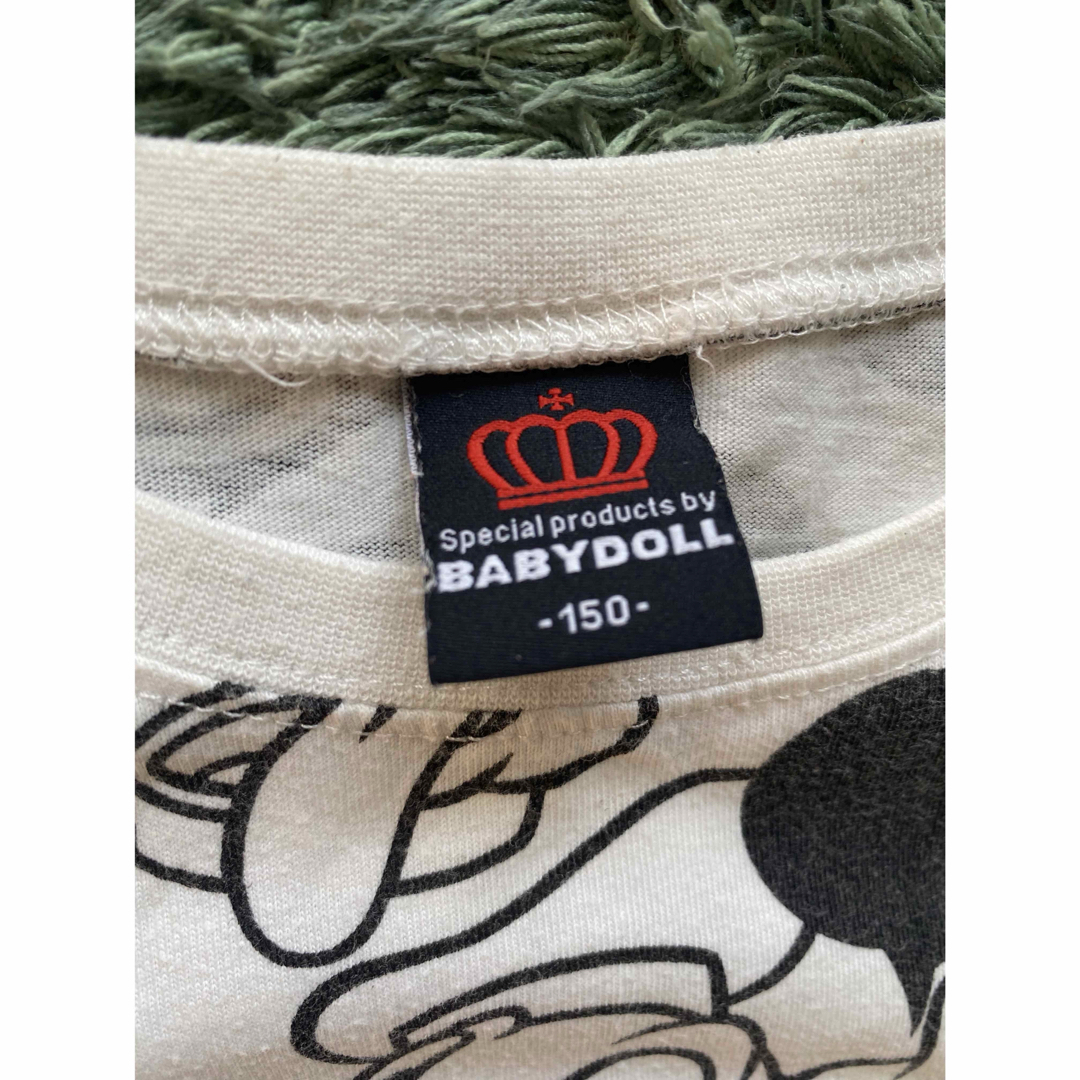 Special products by
BABYDOLL
-150-